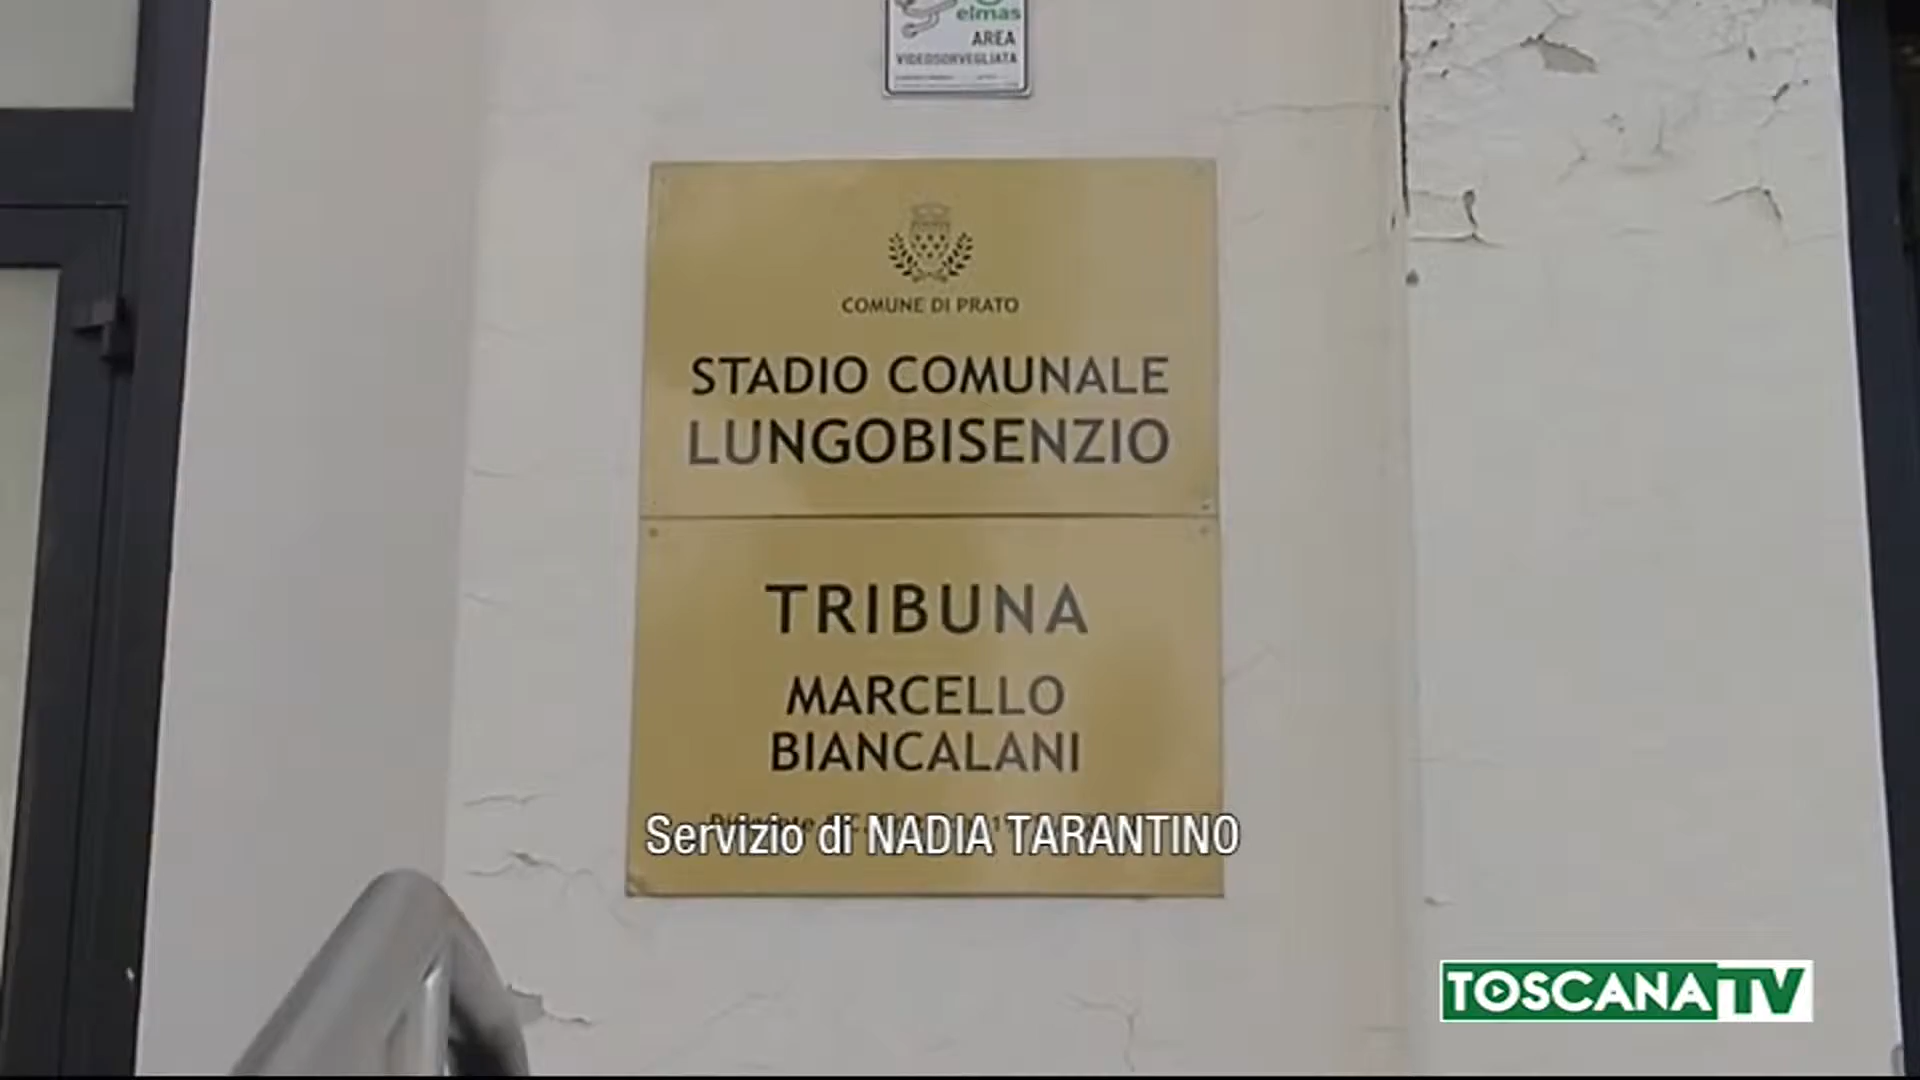 elmas
AREA
VIDEOSORVEGLIATA
COMUNE DI PRATO
STADIO COMUNALE
LUNGOBISENZIO
TRIBUNA
MARCELLO
BIANCALANI
Servizio di NADIA TARANTINO
TOSCANA TV